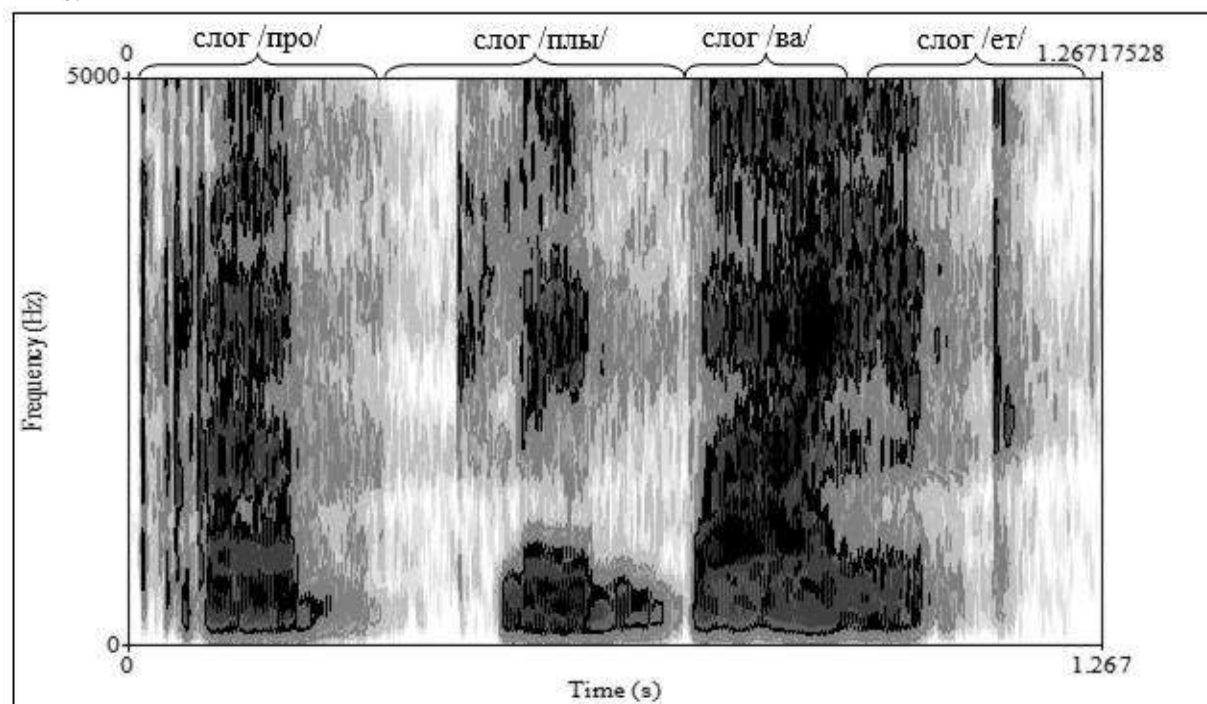 слог /про/ слог /плы/ слог /ва/ слог /ет/
0 1.26717528
5000
Frequency (Hz)
0
0 1.267
Time (s)